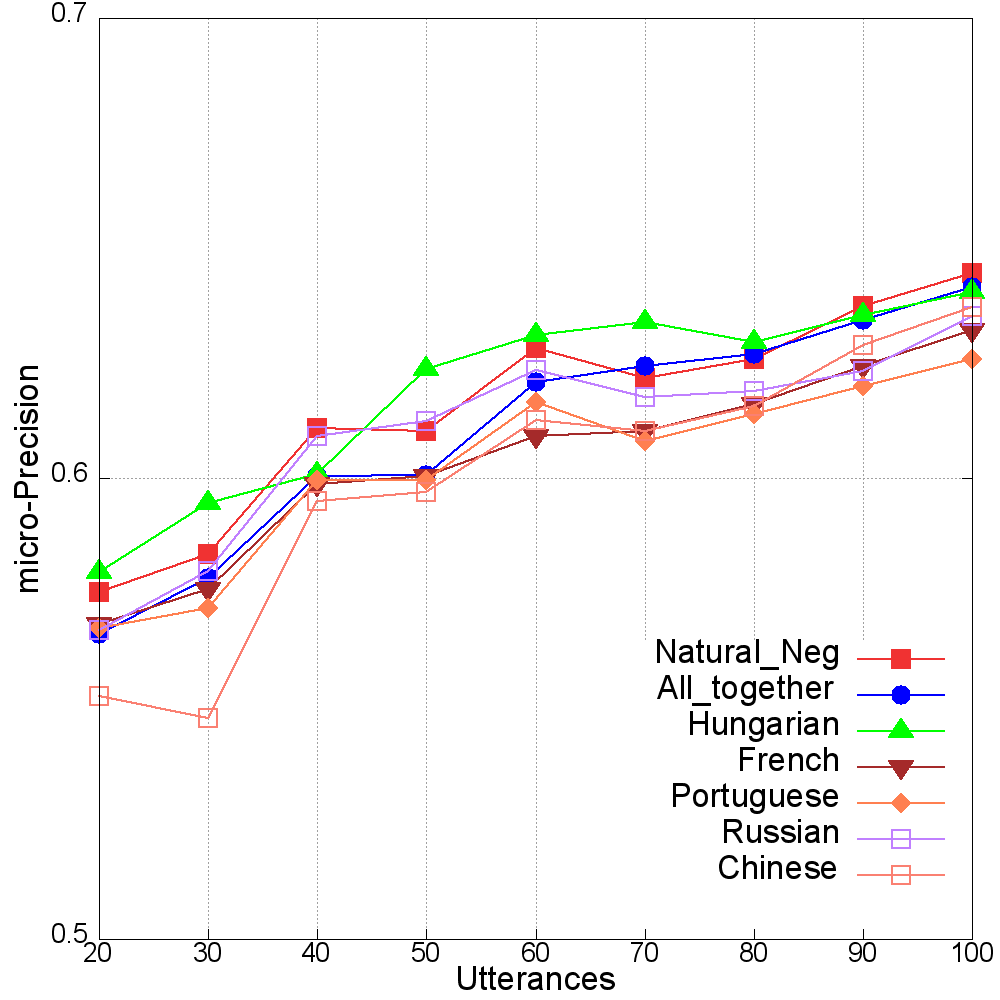 0.7
0.6
0.5
micro-Precision
Natural_Neg
All_together
Hungarian
French
Portuguese
Russian
Chinese
20 30 40 50 60 70 80 90 100
Utterances